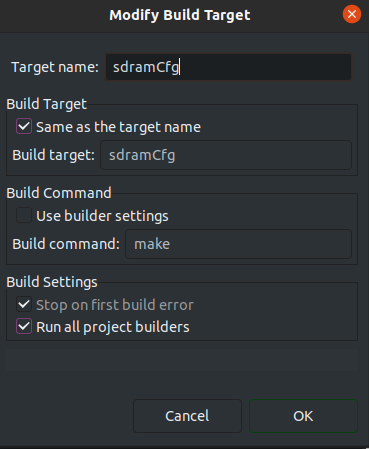 Modify Build Target
Target name: sdramCfg
Build Target
Same as the target name
Build target: sdramCfg
Build Command
Use builder settings
Build command: make
Build Settings
Stop on first build error
Run all project builders
Cancel OK